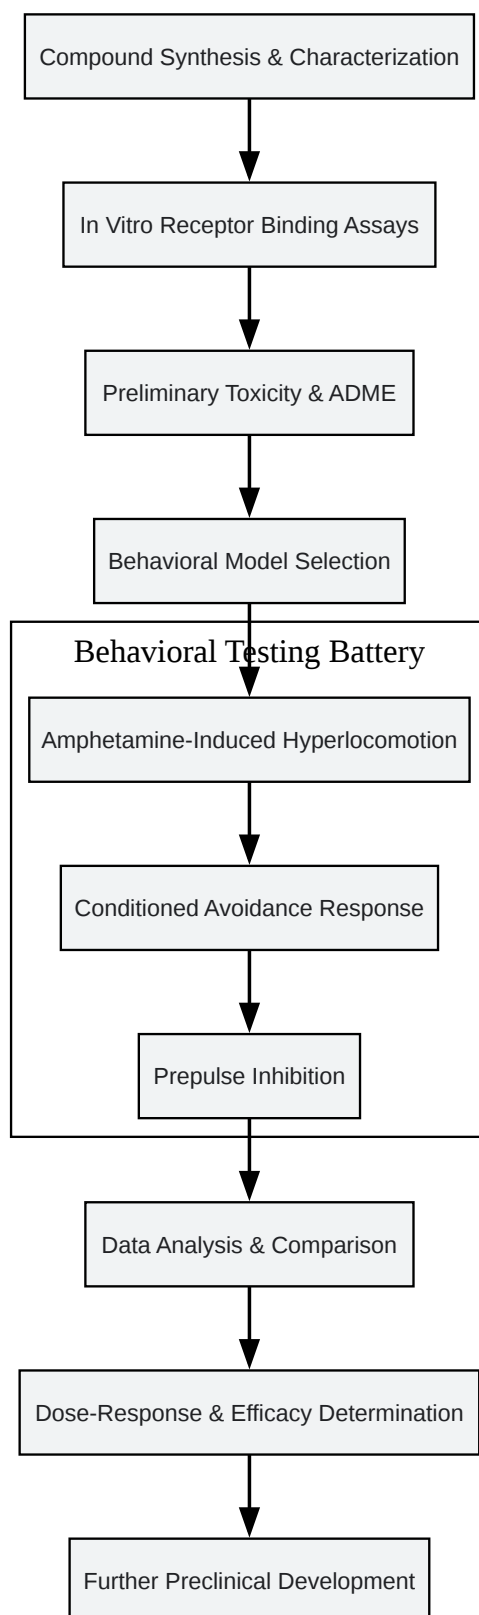 Compound Synthesis & Characterization
In Vitro Receptor Binding Assays
Preliminary Toxicity & ADME
Behavioral Model Selection
Behavioral Testing Battery
Amphetamine-Induced Hyperlocomotion
Conditioned Avoidance Response
Prepulse Inhibition
Data Analysis & Comparison
Dose-Response & Efficacy Determination
Further Preclinical Development